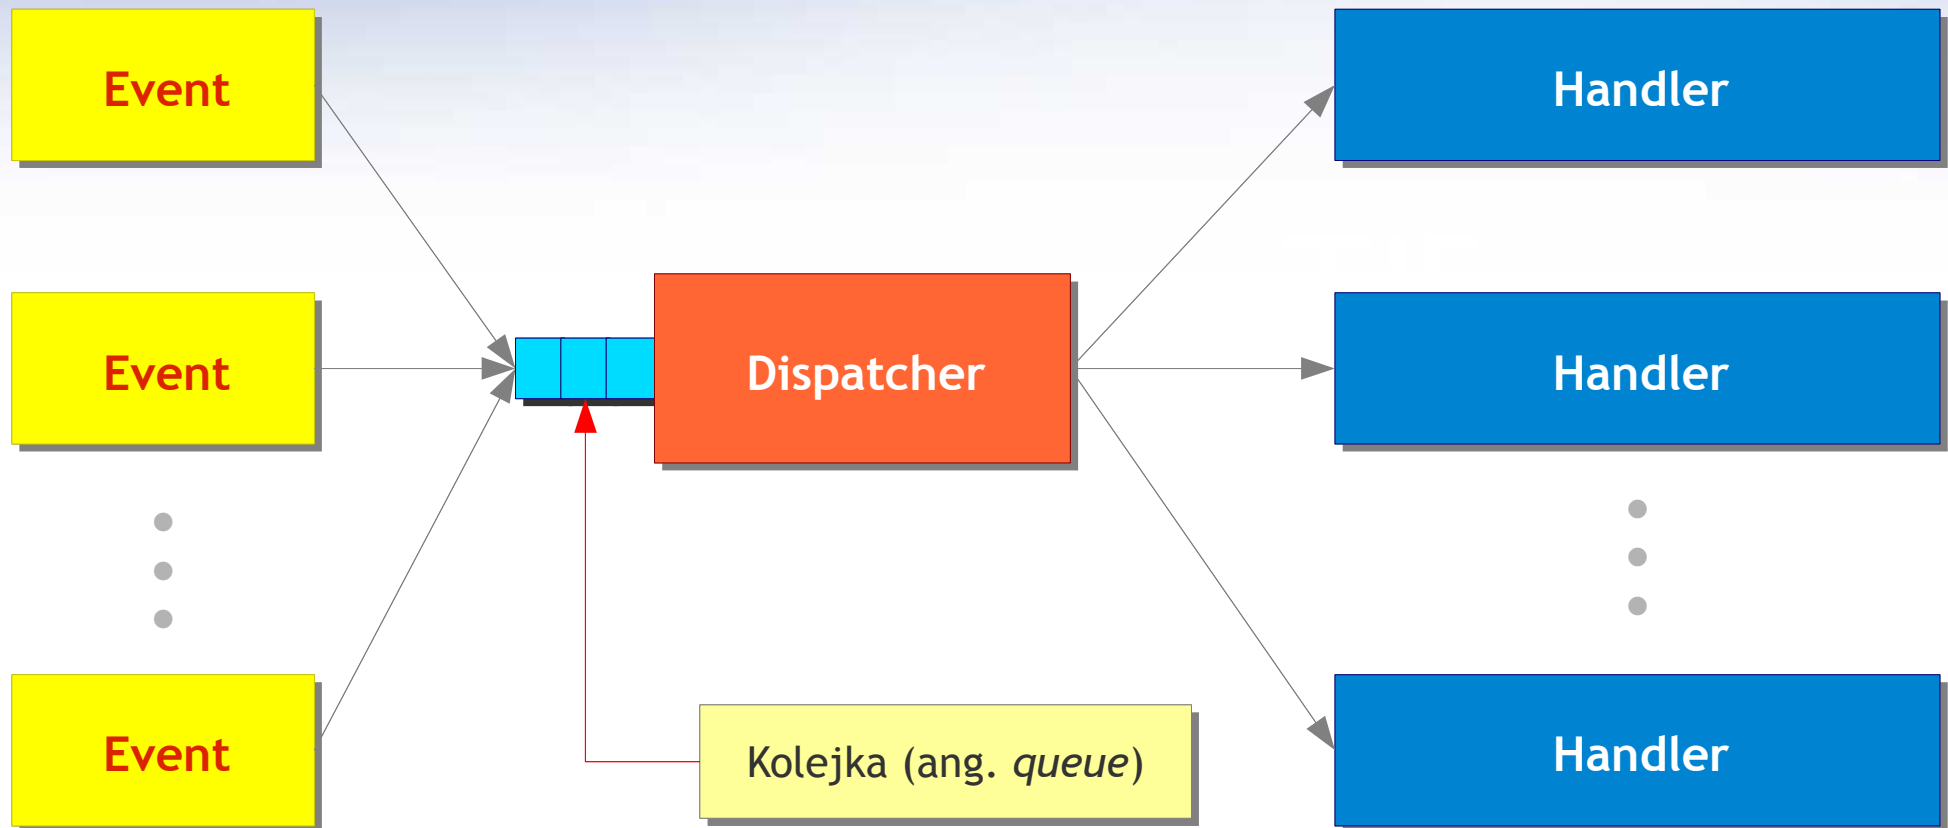 Event
Handler
Event
Dispatcher
Handler
Event
Kolejka (ang. queue)
Handler